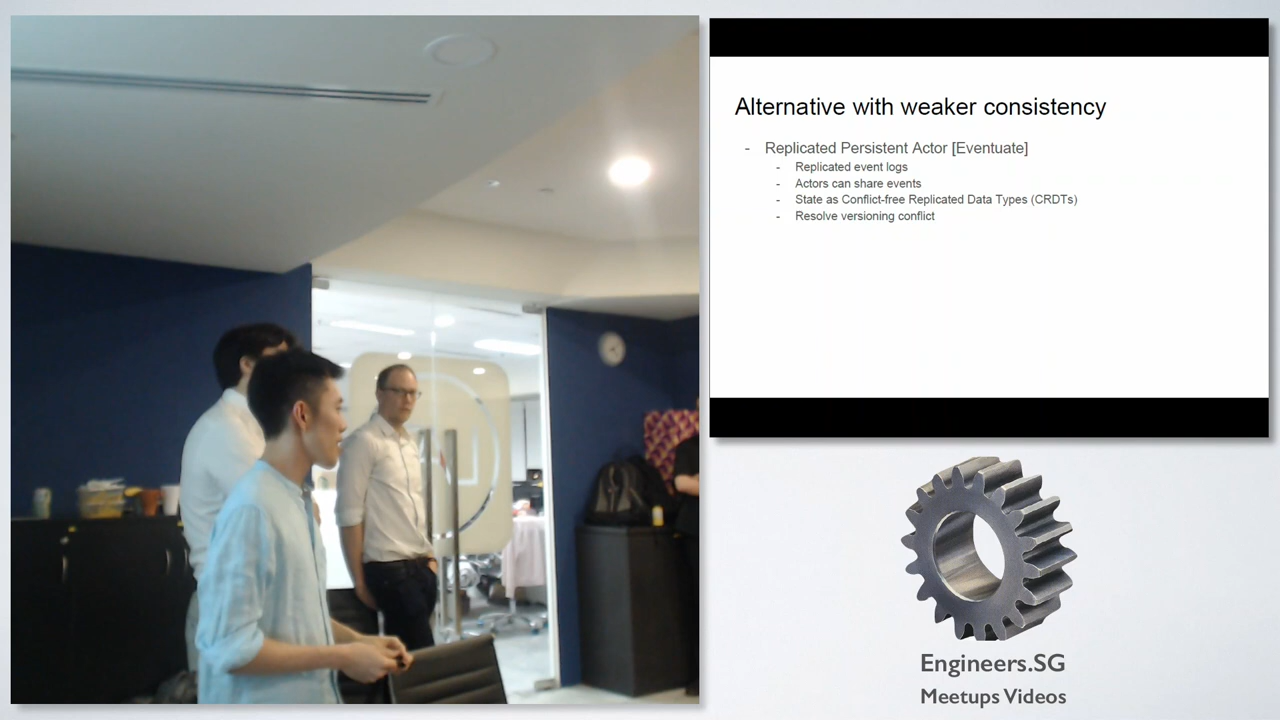 Alternative with weaker consistency
- Replicated Persistent Actor [Eventuate]
- Replicated event logs
- Actors can share events
- State as Conflict-free Replicated Data Types (CRDTs)
- Resolve versioning conflict
Engineers.SG
Meetups Videos